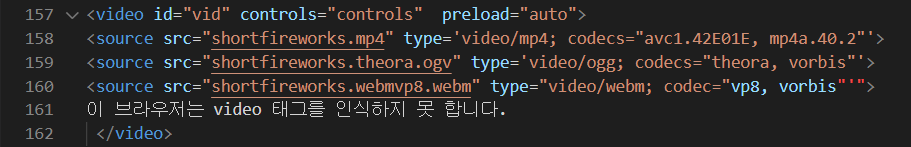 157 <video id="vid" controls="controls"  preload="auto">
158 <source src="shortfireworks.mp4" type='video/mp4; codecs="avc1.42E01E, mp4a.40.2"'>
159 <source src="shortfireworks.theora.ogv" type='video/ogg; codecs="theora, vorbis"'>
160 <source src="shortfireworks.webmvp8.webm" type="video/webm; codec="vp8, vorbis"'">
161 이 브라우저는 video 태그를 인식하지 못 합니다.
162 </video>